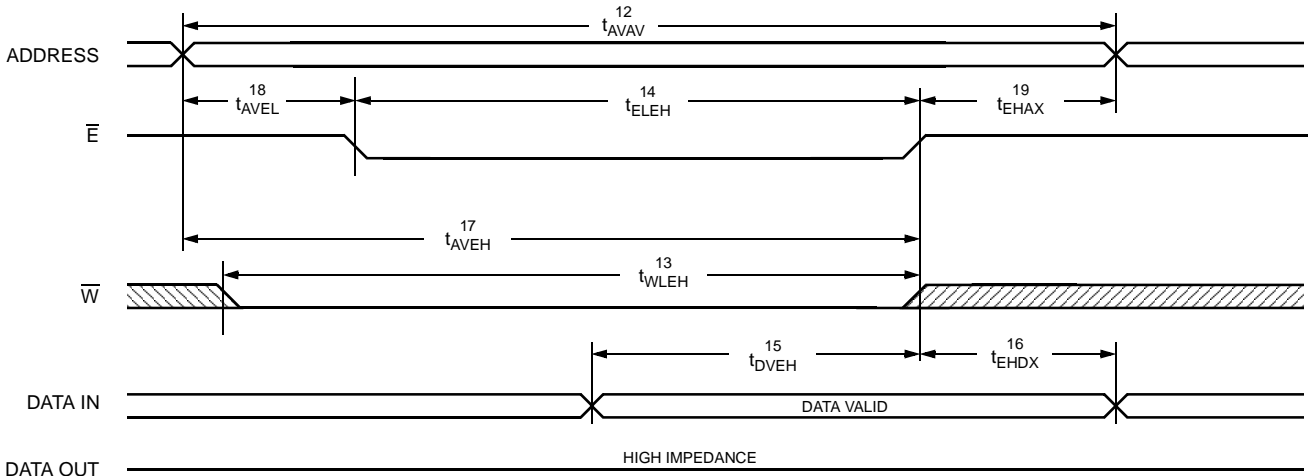 12
tAVAV
ADDRESS
18
tAVEL
14
tELEH
19
tEHAX
E̅
17
tAVEH
13
tWLEH
W̅
15
tDVEH
16
tEHDX
DATA IN
DATA VALID
DATA OUT
HIGH IMPEDANCE